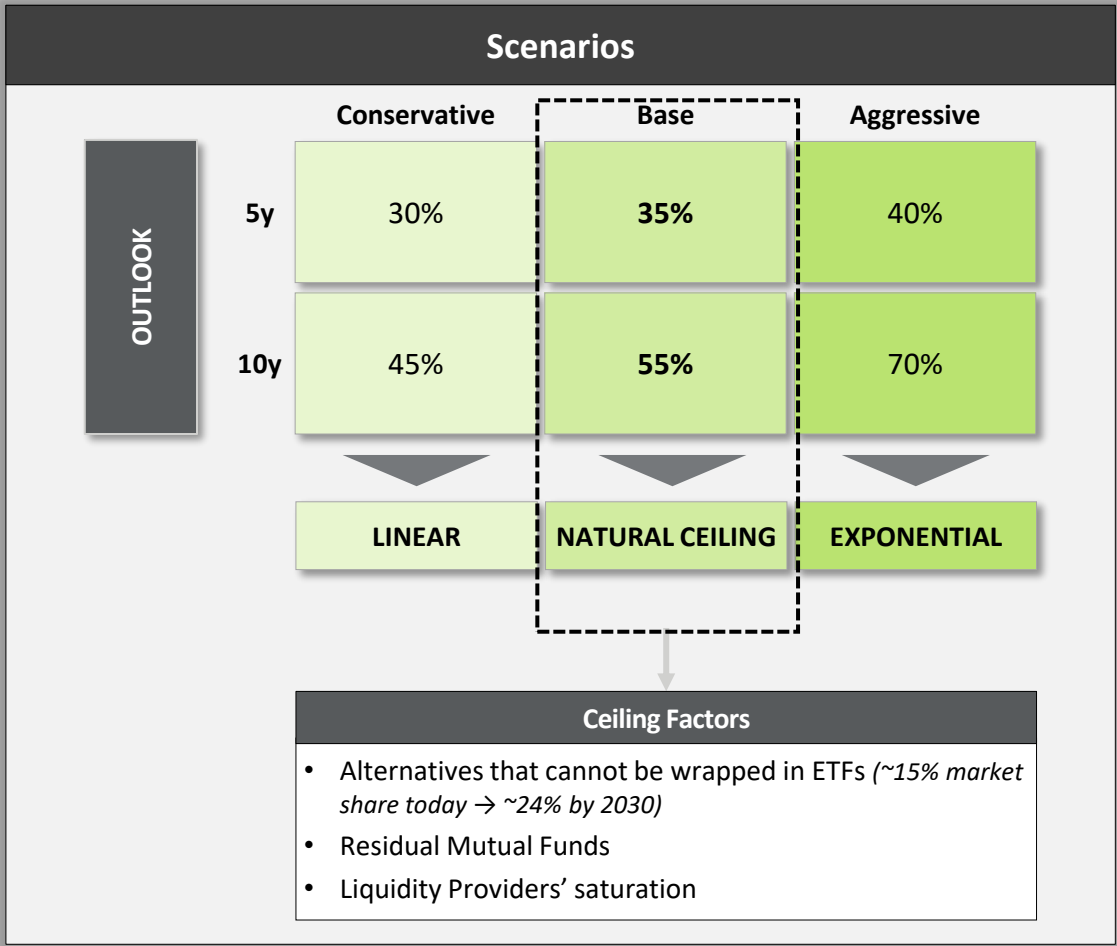 Scenarios
Conservative
Base
Aggressive
OUTLOOK
5y
30%
35%
40%
10y
45%
55%
70%
LINEAR
NATURAL CEILING
EXPONENTIAL
Ceiling Factors
• Alternatives that cannot be wrapped in ETFs (~15% market
share today → ~24% by 2030)
• Residual Mutual Funds
• Liquidity Providers’ saturation